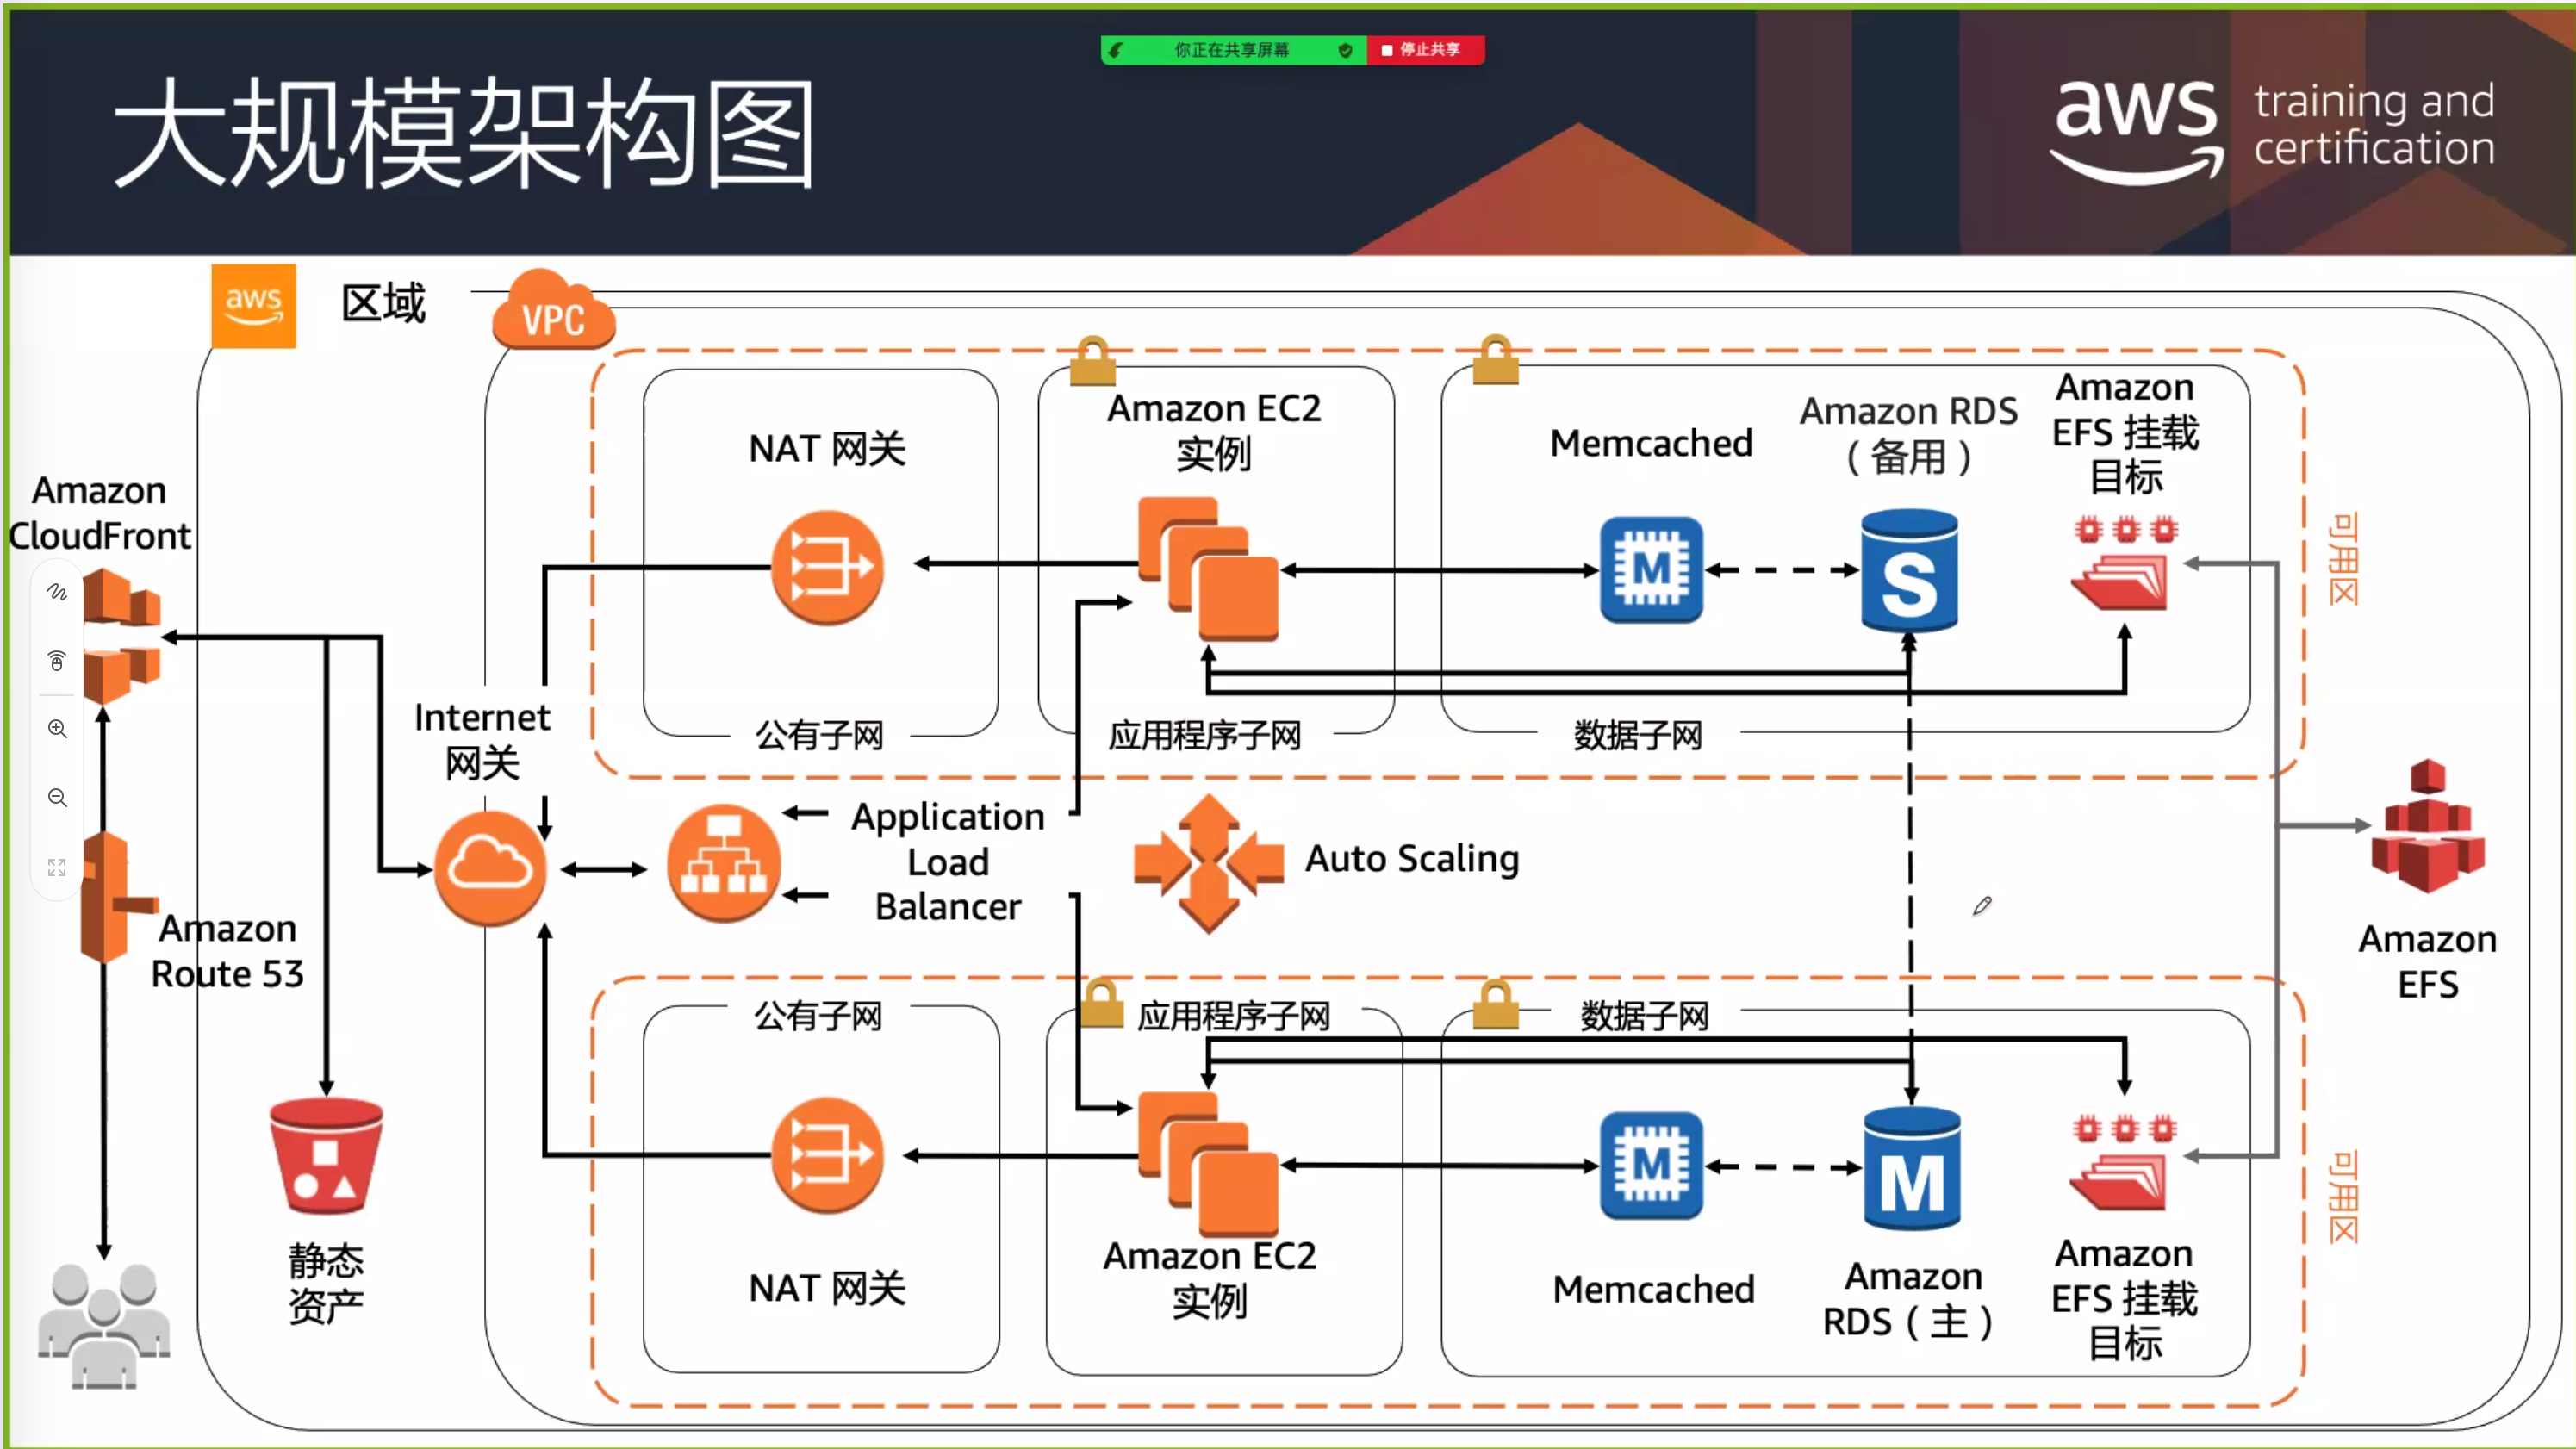 你正在共享屏幕
停止共享
大规模架构图
aws
training and
certification
aws
区域
VPC
Amazon
CloudFront
Amazon
Route 53
静态
资产
Internet
网关
NAT 网关
公有子网
Amazon EC2
实例
应用程序子网
Memcached
Amazon RDS
（备用）
Amazon
EFS 挂载
目标
M
S
数据子网
可用区
Application
Load
Balancer
Auto Scaling
Amazon
EFS
公有子网
NAT 网关
应用程序子网
Amazon EC2
实例
数据子网
M
M
Memcached
Amazon
RDS（主）
Amazon
EFS 挂载
目标
可用区